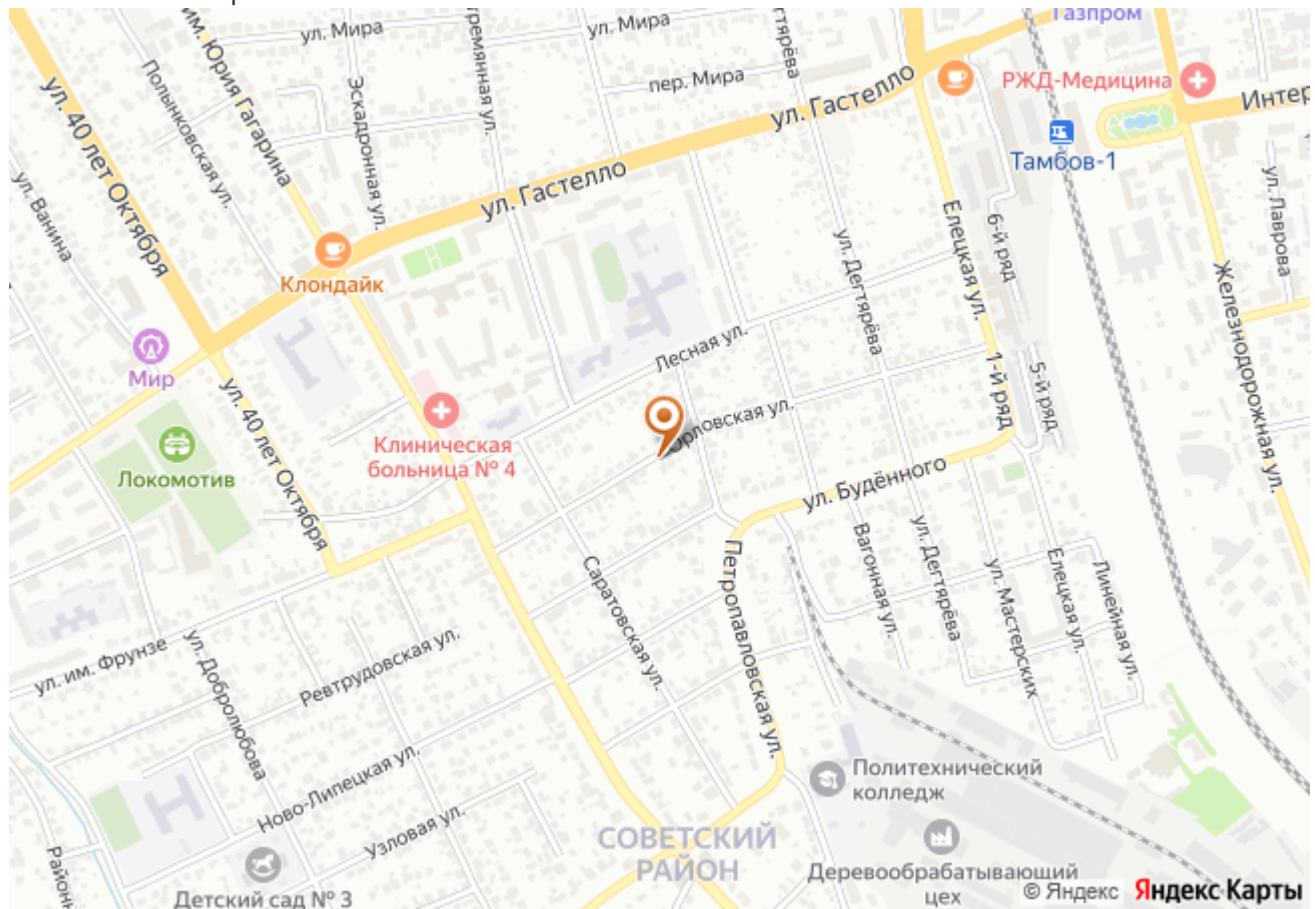 ул. Мира
ул. Мира
Газпром
им. Юрия Гагарина
Полынковская ул.
Эскадронная ул.
тремянная ул.
пер. Мира
гтярёва
ул. Гастелло
РЖД-Медицина
Интер
ул. 40 лет Октября
Тамбов-1
ул. Ванина
ул. Гастелло
Елецкая ул.
6-й ряд
ул. Лаврова
ул. Дегтярёва
Клондайк
Железнодорожная ул.
Лесная ул.
1-й ряд
5-й ряд
Мир
ул. 40 лет Октября
Орловская ул.
Клиническая
больница № 4
Локомотив
ул. Будённого
Петропавловская ул.
Саратовская ул.
Вагонная ул.
ул. Дегтярёва
ул. Мастерских
Елецкая ул.
Линейная ул.
ул. им. Фрунзе
ул. Добролюбова
Ревтрудовская ул.
Ново-Липецкая ул.
Узловая ул.
Политехнический
колледж
СОВЕТСКИЙ
РАЙОН
Районн
Детский сад № 3
Деревообрабатывающий
цех
© Яндекс Яндекс Карты